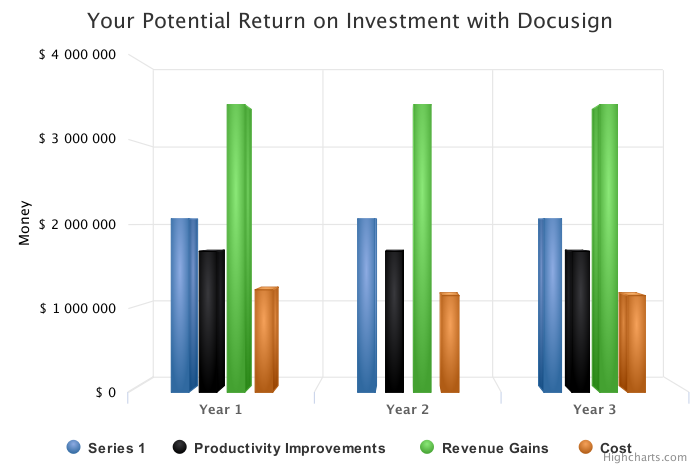 Your Potential Return on Investment with Docusign
$ 4 000 000
$ 3 000 000
$ 2 000 000
$ 1 000 000
$ 0
Money
Year 1
Year 2
Year 3
Series 1
Productivity Improvements
Revenue Gains
Cost
Highcharts.com